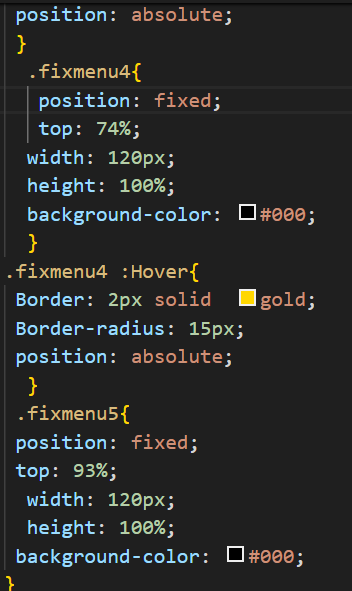 position: absolute;
}
.fixmenu4{
position: fixed;
top: 74%;
width: 120px;
height: 100%;
background-color: #000;
}
.fixmenu4 :Hover{
Border: 2px solid gold;
Border-radius: 15px;
position: absolute;
}
.fixmenu5{
position: fixed;
top: 93%;
width: 120px;
height: 100%;
background-color: #000;
}